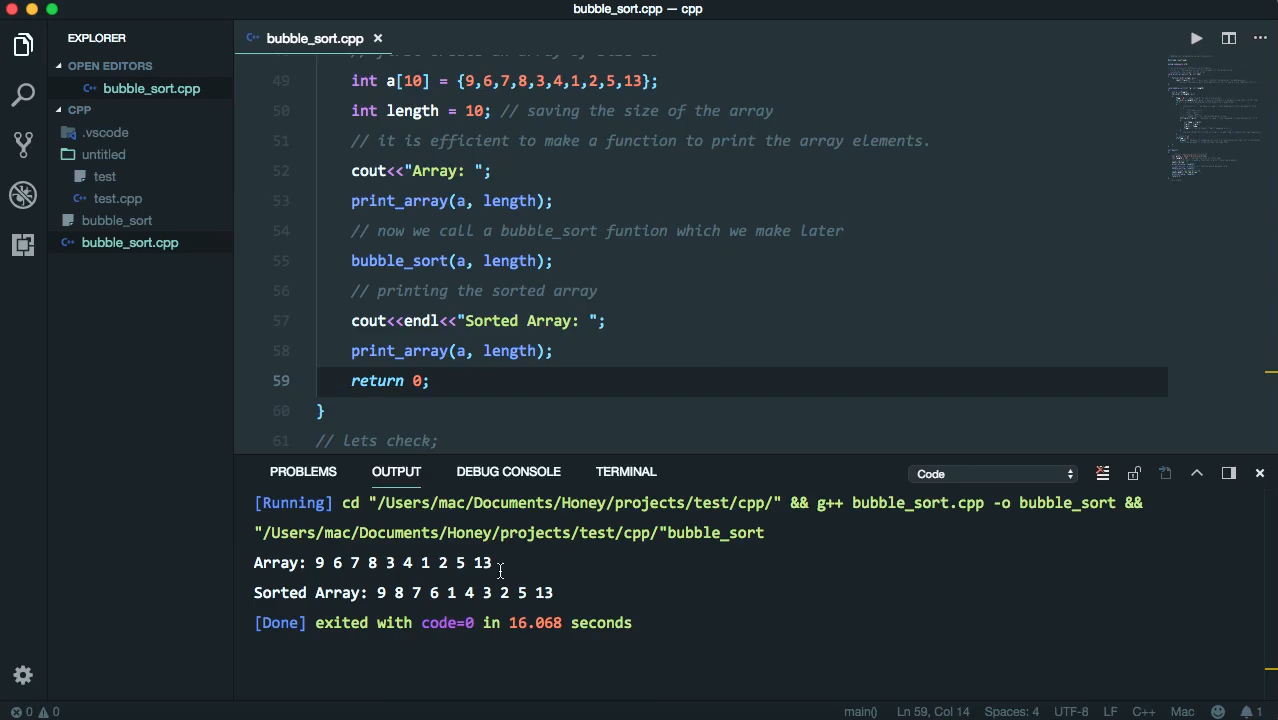 bubble_sort.cpp — cpp
EXPLORER
OPEN EDITORS
bubble_sort.cpp
CPP
.vscode
untitled
test
test.cpp
bubble_sort
bubble_sort.cpp
bubble_sort.cpp
49 int a[10] = {9,6,7,8,3,4,1,2,5,13};
50 int length = 10; // saving the size of the array
51 // it is efficient to make a function to print the array elements.
52 cout<<"Array: ";
53 print_array(a, length);
54 // now we call a bubble_sort funtion which we make later
55 bubble_sort(a, length);
56 // printing the sorted array
57 cout<<endl<<"Sorted Array: ";
58 print_array(a, length);
59 return 0;
60 }
61 // lets check;
PROBLEMS OUTPUT DEBUG CONSOLE TERMINAL Code
[Running] cd "/Users/mac/Documents/Honey/projects/test/cpp/" && g++ bubble_sort.cpp -o bubble_sort &&
"/Users/mac/Documents/Honey/projects/test/cpp/"bubble_sort
Array: 9 6 7 8 3 4 1 2 5 13
Sorted Array: 9 8 7 6 1 4 3 2 5 13
[Done] exited with code=0 in 16.068 seconds
0 0 main() Ln 59, Col 14 Spaces: 4 UTF-8 LF C++ Mac 1